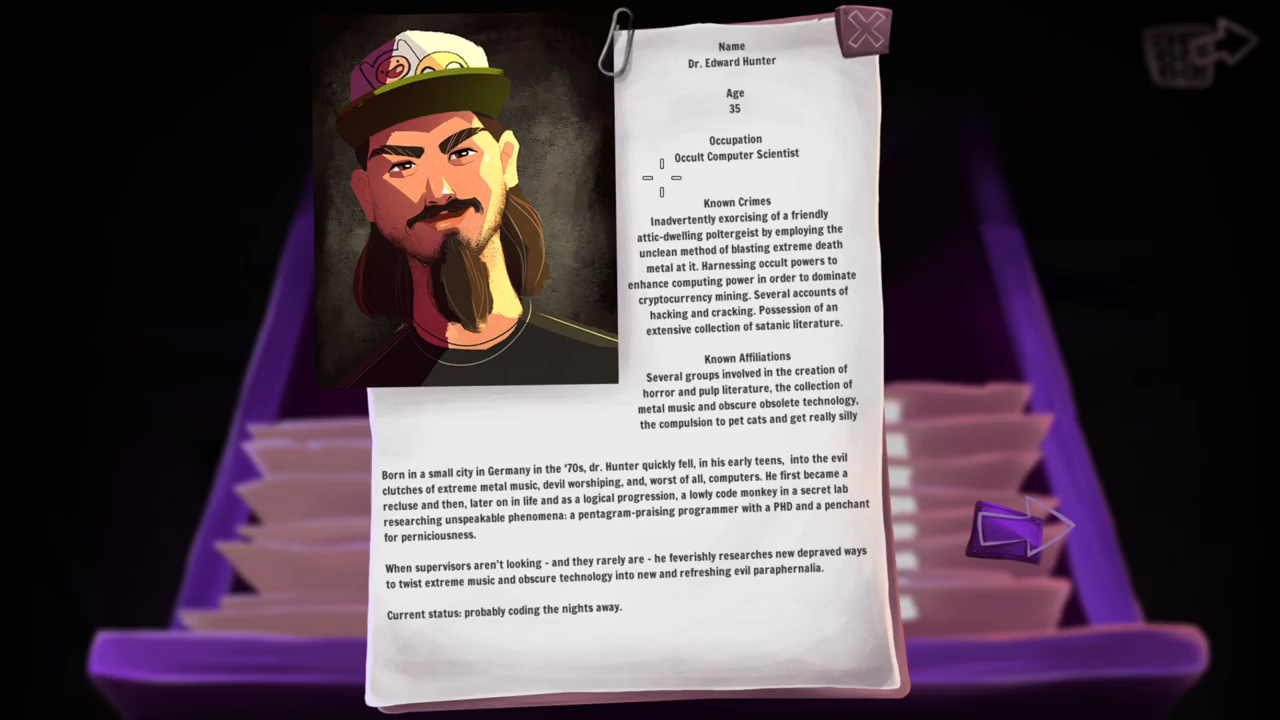 Name
Dr. Edward Hunter
Age
35
Occupation
Occult Computer Scientist
Known Crimes
Inadvertently exorcising of a friendly
attic-dwelling poltergeist by employing the
unclean method of blasting extreme death
metal at it. Harnessing occult powers to
enhance computing power in order to dominate
cryptocurrency mining. Several accounts of
hacking and cracking. Possession of an
extensive collection of satanic literature.
Known Affiliations
Several groups involved in the creation of
horror and pulp literature, the collection of
metal music and obscure obsolete technology,
the compulsion to pet cats and get really silly
Born in a small city in Germany in the '70s, dr. Hunter quickly fell, in his early teens, into the evil
clutches of extreme metal music, devil worshiping, and, worst of all, computers. He first became a
recluse and then, later on in life and as a logical progression, a lowly code monkey in a secret lab
researching unspeakable phenomena: a pentagram-praising programmer with a PHD and a penchant
for perniciousness.
When supervisors aren't looking - and they rarely are - he feverishly researches new depraved ways
to twist extreme music and obscure technology into new and refreshing evil paraphernalia.
Current status: probably coding the nights away.